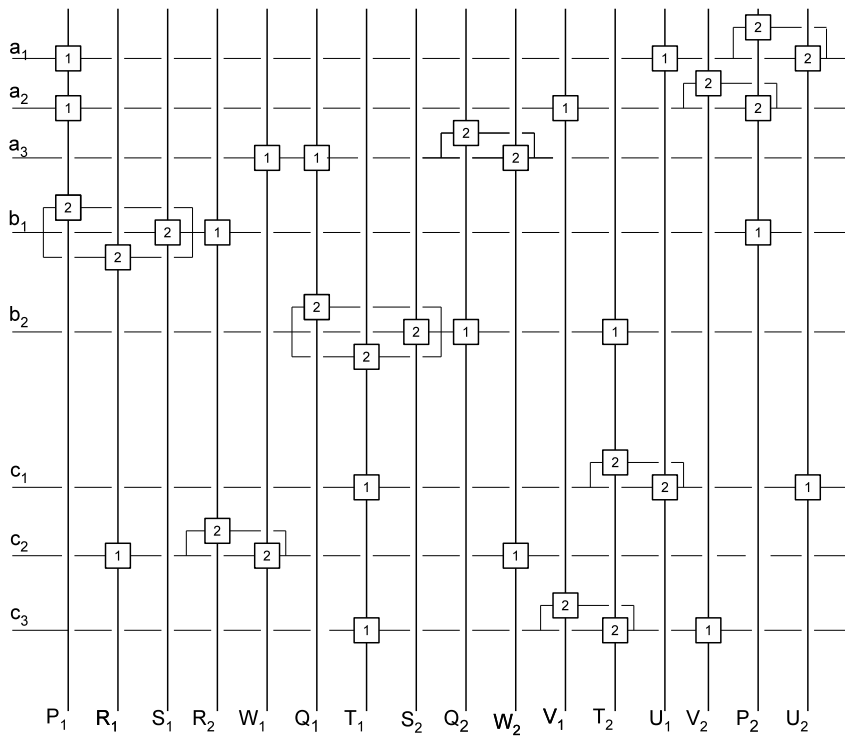 2
a₁ 1 1 2
2
a₂ 1 1 2
2
a₃ 1 1 2
2
b₁ 2 1 1
2
2
b₂ 2 1 1
2
2
c₁ 1 2 1
2
c₂ 1 2 1
2
c₃ 1 2 1
P₁ R₁ S₁ R₂ W₁ Q₁ T₁ S₂ Q₂ W₂ V₁ T₂ U₁ V₂ P₂ U₂